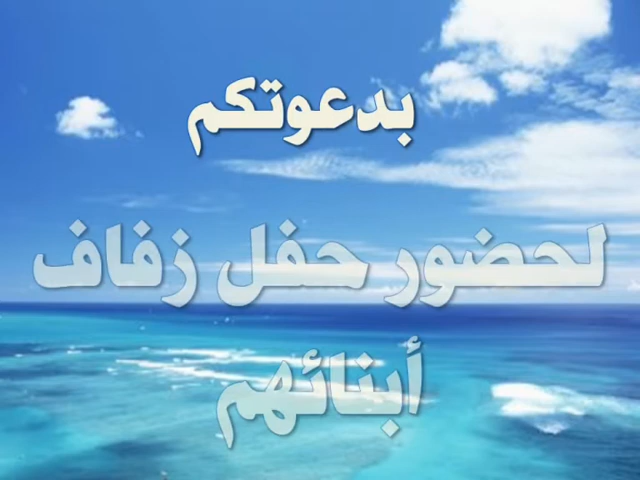 بدعوتكم
لحضور حفل زفاف
أبنائهم